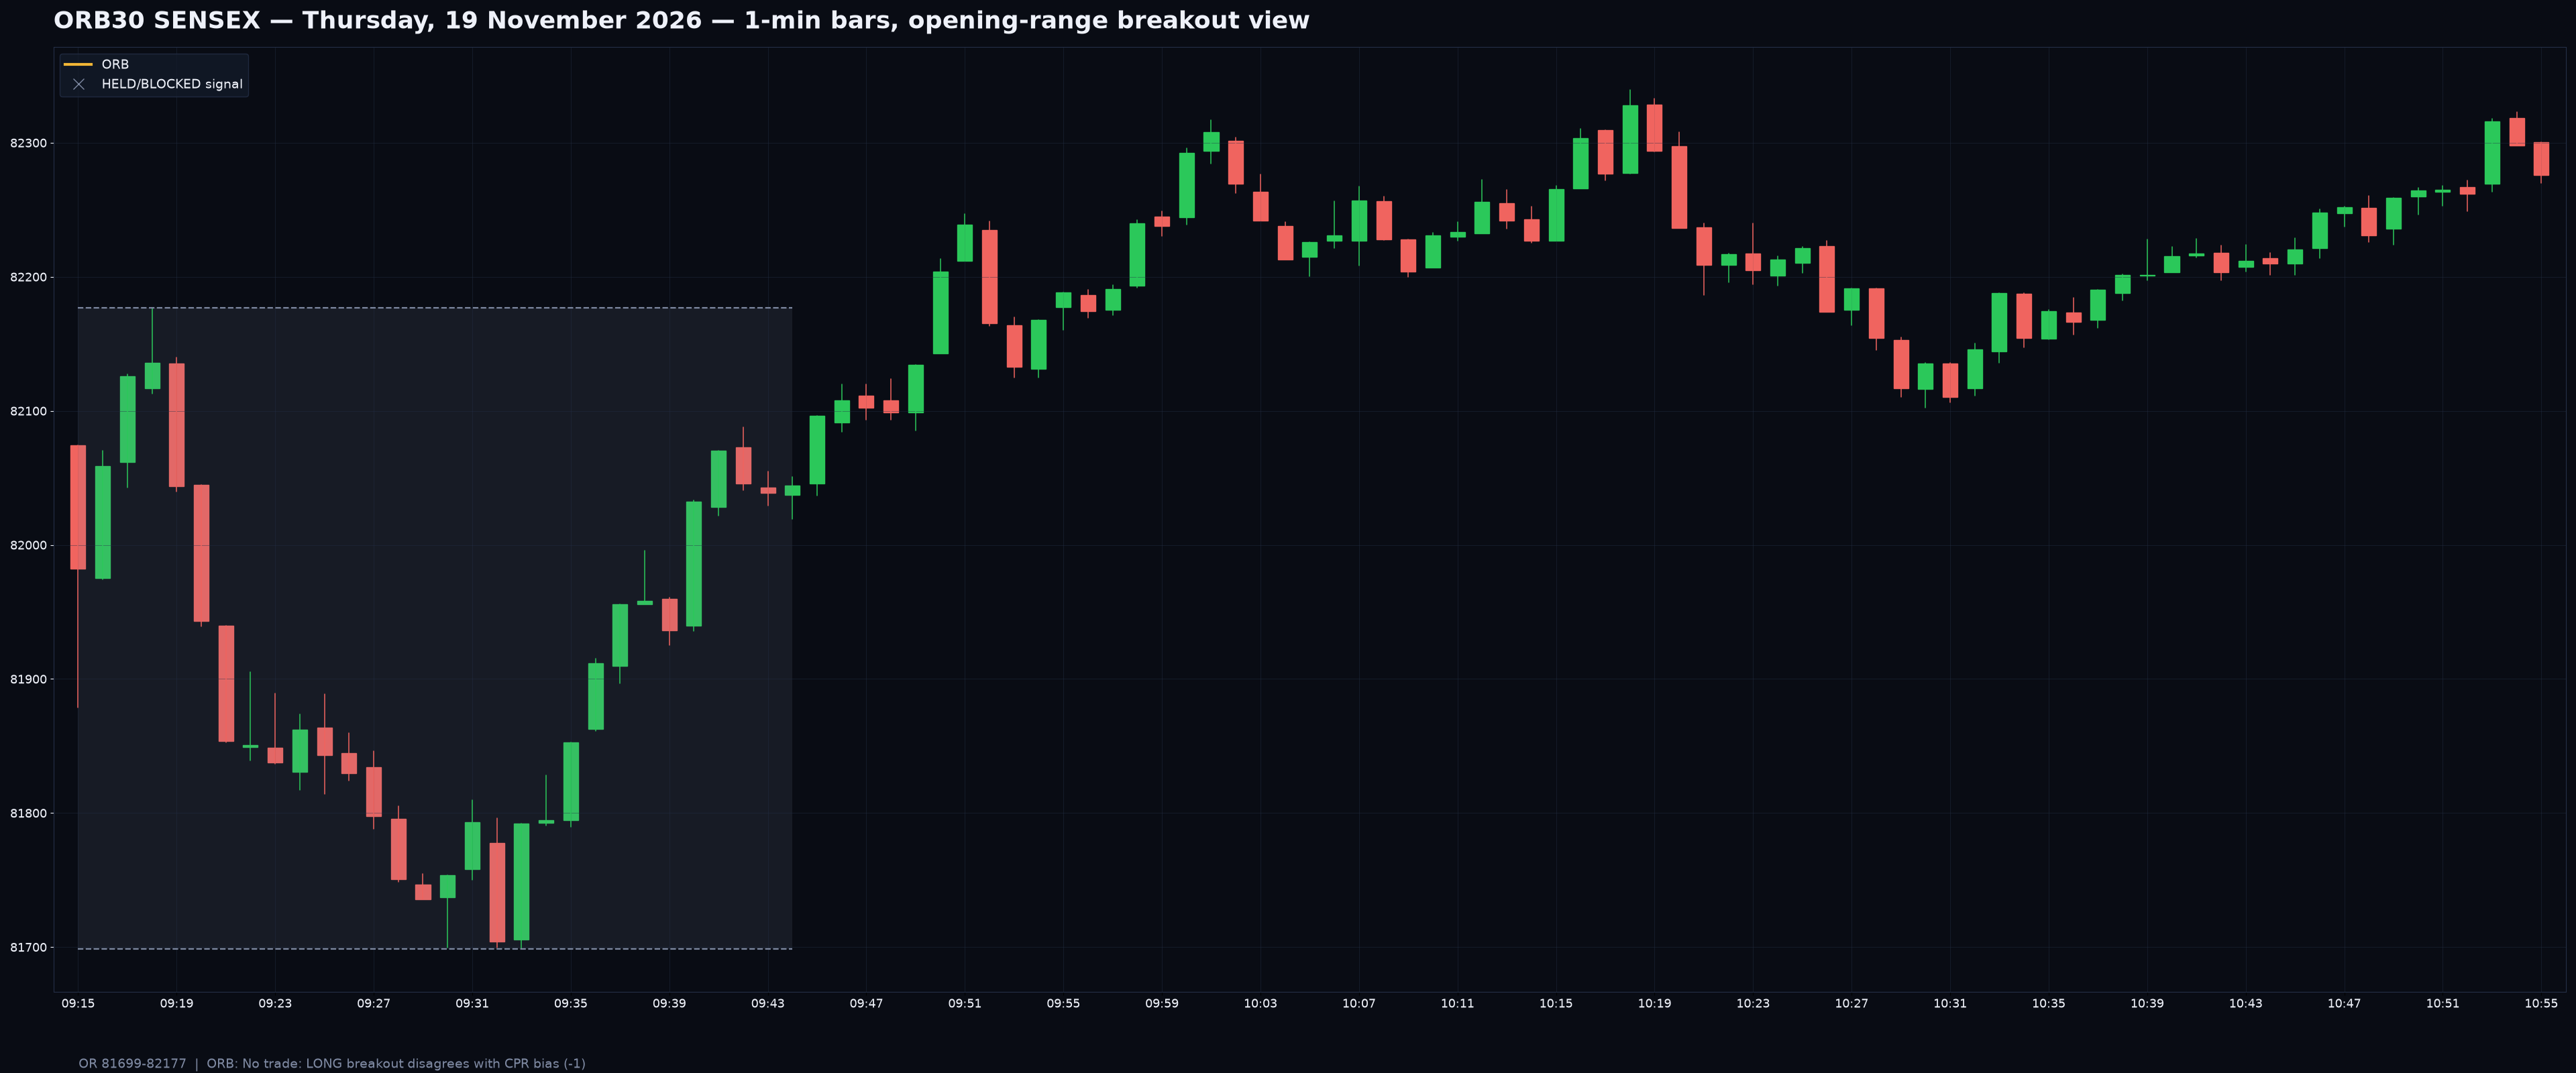 ORB30 SENSEX — Thursday, 19 November 2026 — 1-min bars, opening-range breakout view
ORB
HELD/BLOCKED signal
82300
82200
82100
82000
81900
81800
81700
09:15 09:19 09:23 09:27 09:31 09:35 09:39 09:43 09:47 09:51 09:55 09:59 10:03 10:07 10:11 10:15 10:19 10:23 10:27 10:31 10:35 10:39 10:43 10:47 10:51 10:55
OR 81699-82177 | ORB: No trade: LONG breakout disagrees with CPR bias (-1)